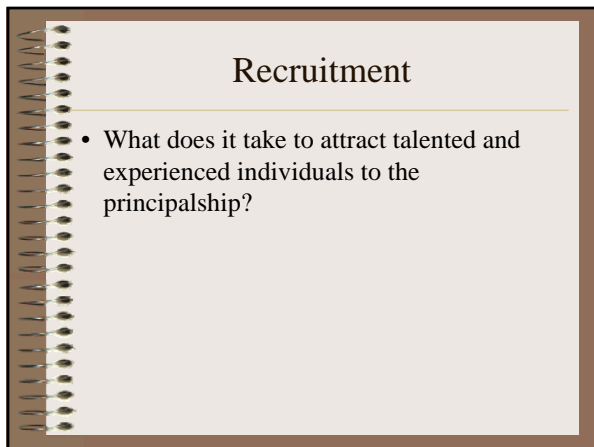 Recruitment
• What does it take to attract talented and
experienced individuals to the
principalship?